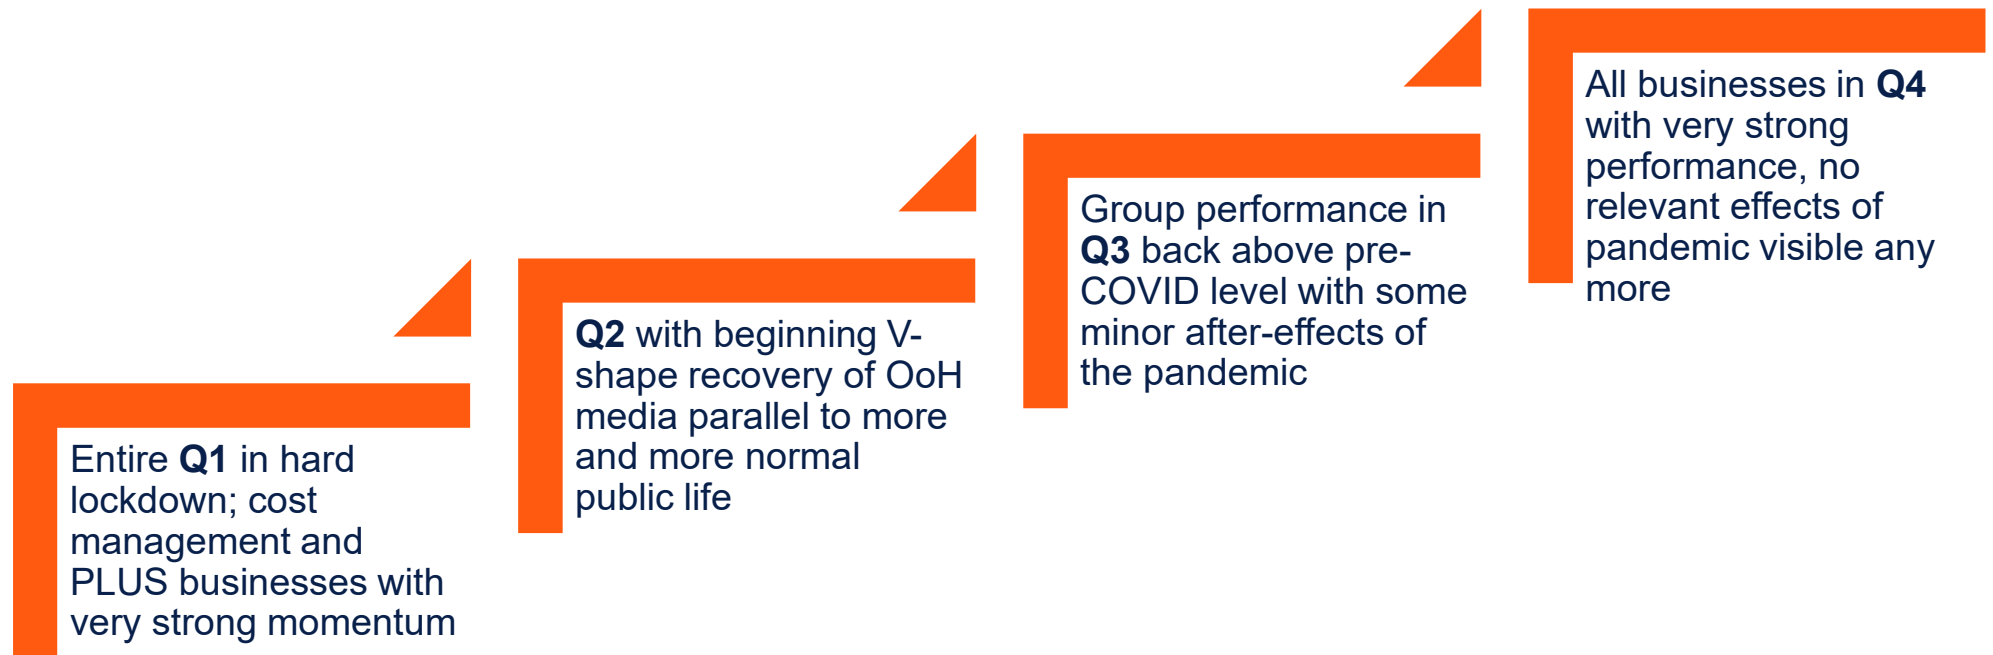 Entire Q1 in hard
lockdown; cost
management and
PLUS businesses with
very strong momentum
Q2 with beginning V-
shape recovery of OoH
media parallel to more
and more normal
public life
Group performance in
Q3 back above pre-
COVID level with some
minor after-effects of
the pandemic
All businesses in Q4
with very strong
performance, no
relevant effects of
pandemic visible any
more